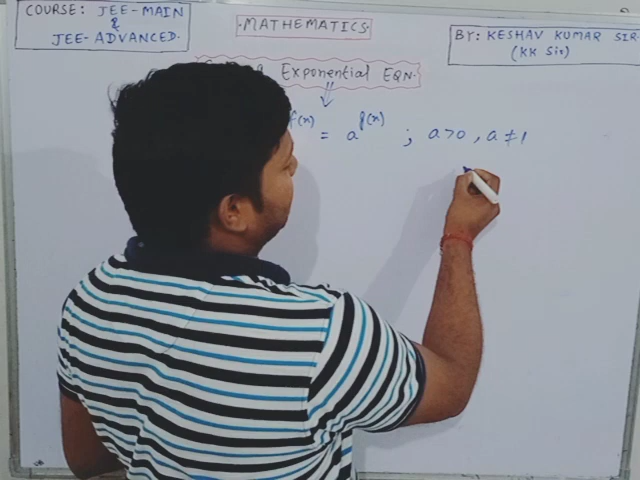 COURSE: JEE-MAIN
&
JEE-ADVANCED.
MATHEMATICS
BY: KESHAV KUMAR SIR
(KK Sir)
Exponential EQN.
f(x) = a^g(x) ; a>0, a≠1